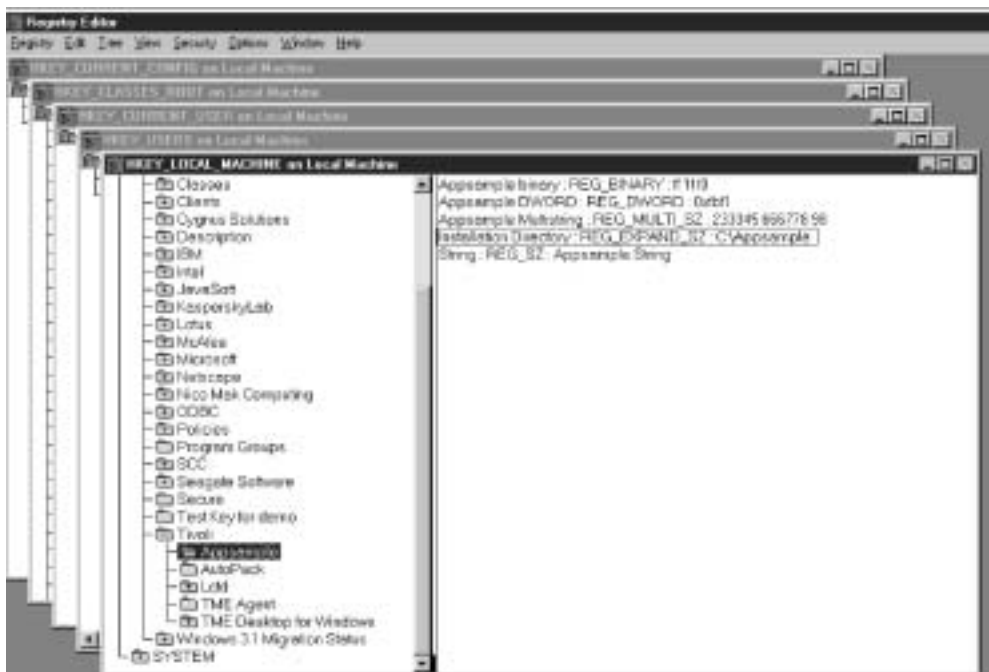 Registry Editor
Registry Edit Tree View Security Options Window Help
HKEY_CURRENT_CONFIG on Local Machine
HKEY_CLASSES_ROOT on Local Machine
HKEY_CURRENT_USER on Local Machine
HKEY_USERS on Local Machine
HKEY_LOCAL_MACHINE on Local Machine
Classes
Clients
Cygnus Solutions
Description
IBM
Intel
JavaSoft
KasperskyLab
Lotus
McAfee
Microsoft
Netscape
Nico Mak Computing
ODBC
Policies
Program Groups
SCC
Seagate Software
Secure
Test Key for demo
Tivoli
Appsample
AutoPack
Lcfd
TME Agent
TME Desktop for Windows
Windows 3.1 Migration Status
SYSTEM
Appsample binary : REG_BINARY :
Appsample DWORD : REG_DWORD : 0xfbf1
Appsample Multistring : REG_MULTI_SZ : 233345 666778 98
Installation Directory : REG_EXPAND_SZ : C:\Appsample
String : REG_SZ : Appsample String